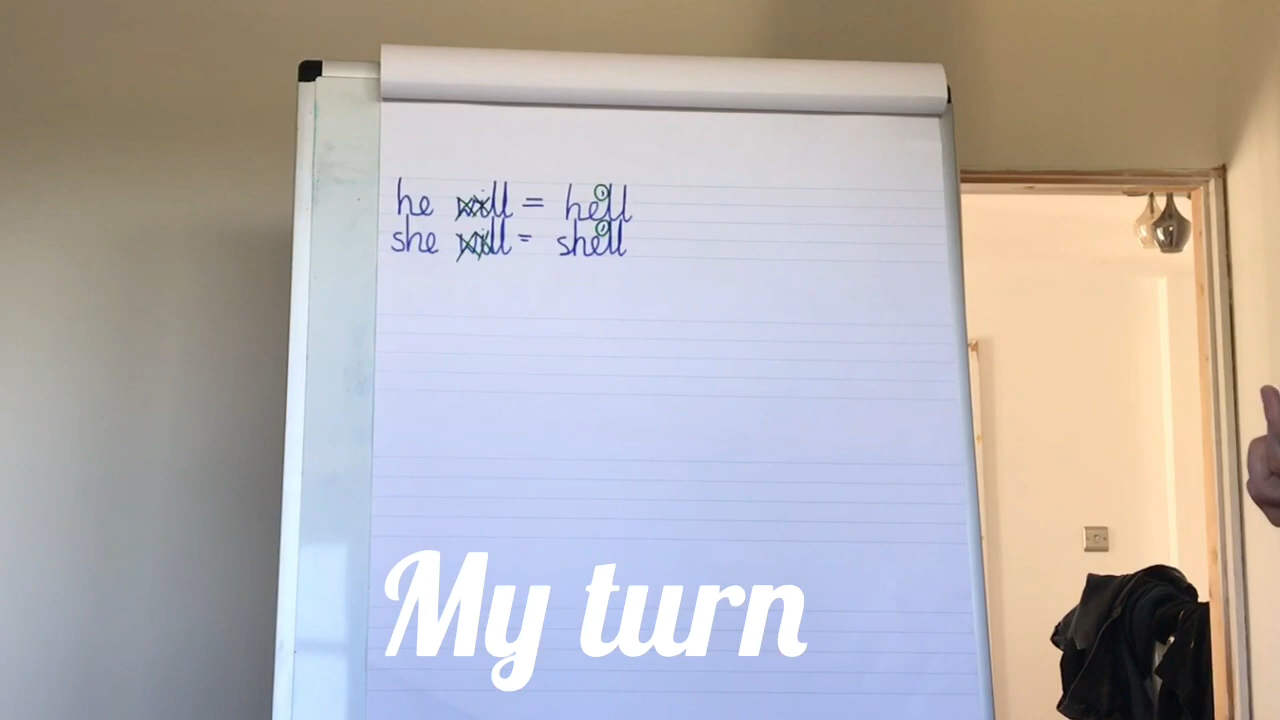 he will = he'll
she will = she'll
My turn